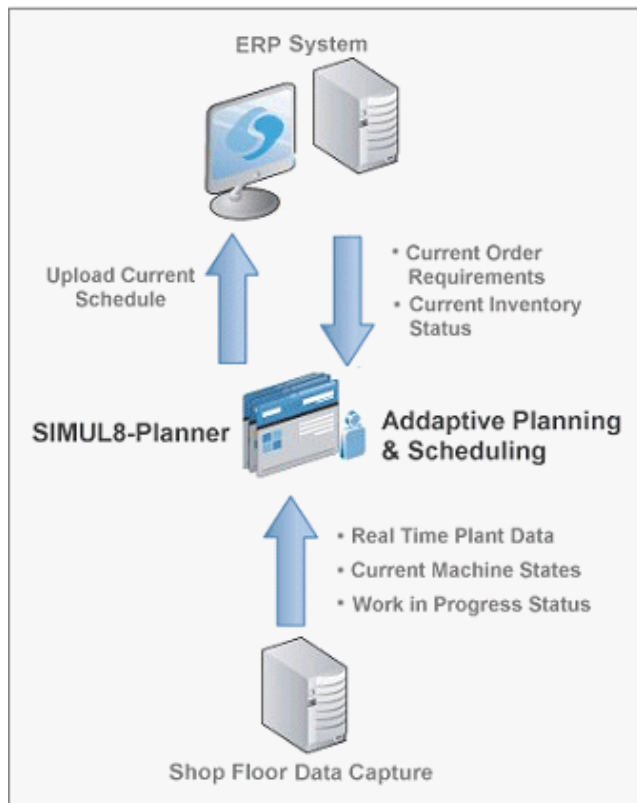 ERP System
Upload Current
Schedule
• Current Order
Requirements
• Current Inventory
Status
SIMUL8-Planner
Addaptive Planning
& Scheduling
• Real Time Plant Data
• Current Machine States
• Work in Progress Status
Shop Floor Data Capture